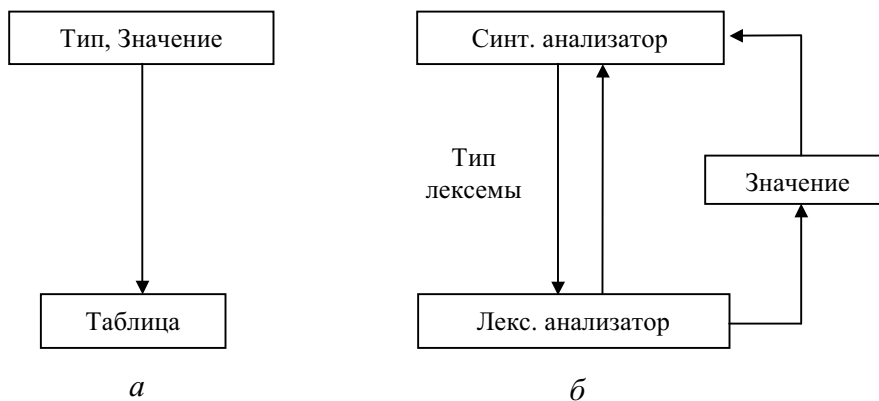 Тип, Значение
Синт. анализатор
Тип
лексемы
Значение
Таблица
Лекс. анализатор
а
б